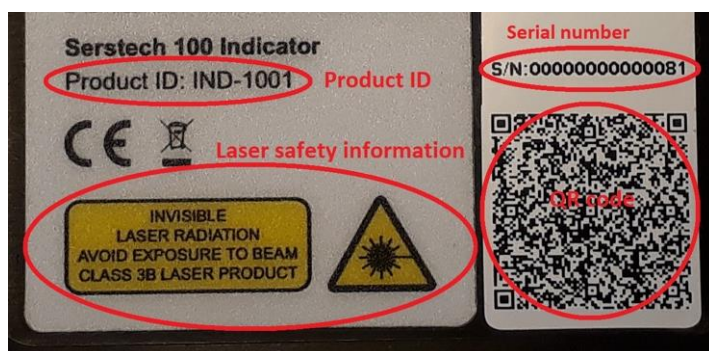 Serstech 100 Indicator
Product ID: IND-1001
Product ID
CE
Laser safety information
INVISIBLE
LASER RADIATION
AVOID EXPOSURE TO BEAM
CLASS 3B LASER PRODUCT
Serial number
S/N:00000000000081
QR code